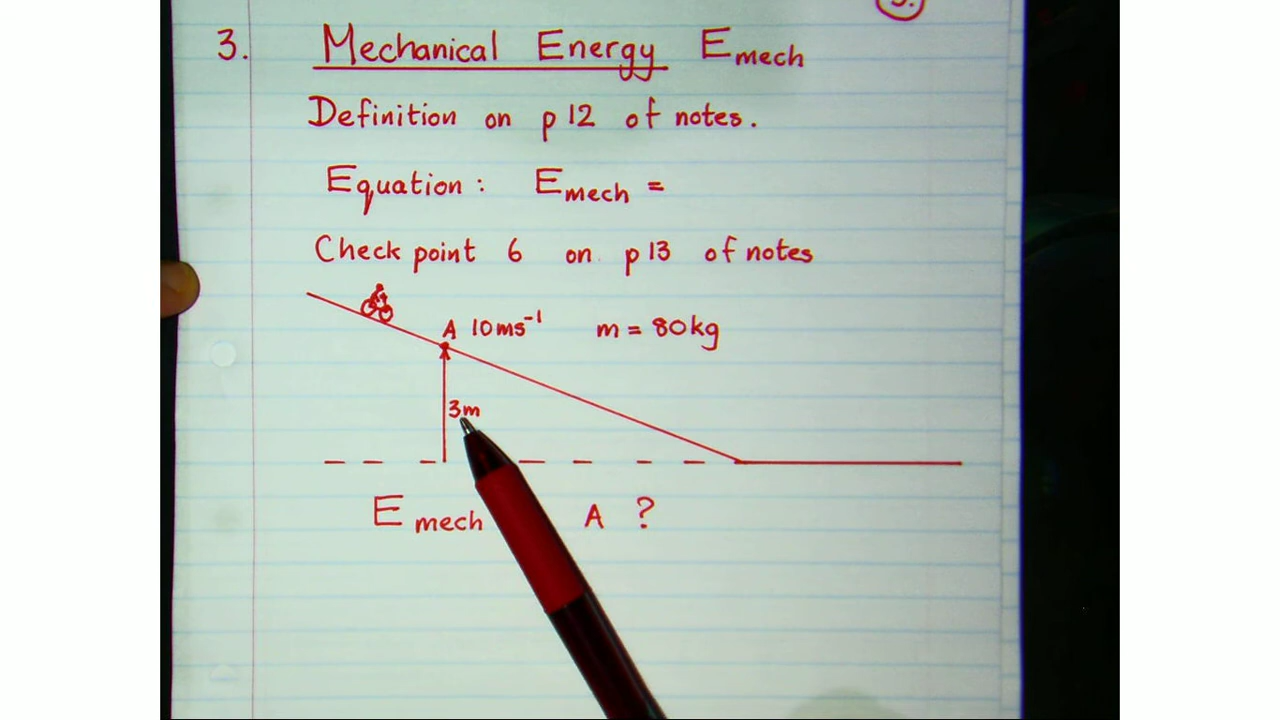 3. Mechanical Energy Emech
Definition on p12 of notes.
Equation: Emech =
Check point 6 on p13 of notes
A 10ms⁻¹ m = 80kg
3m
Emech A ?